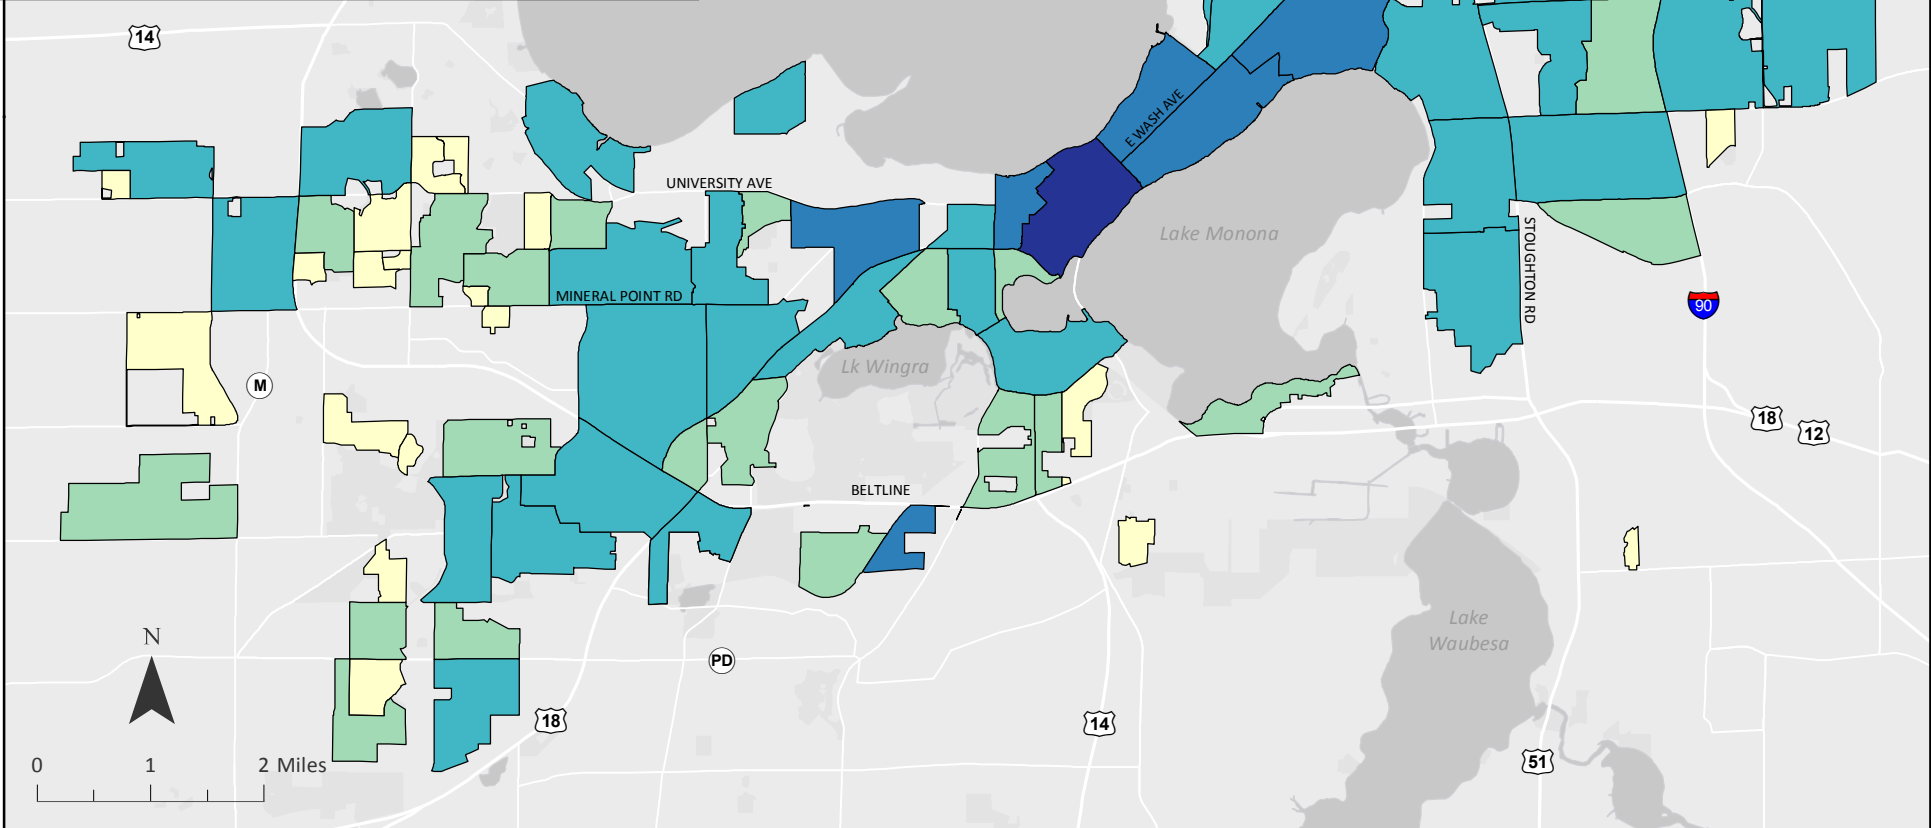 14
E WASH AVE
UNIVERSITY AVE
Lake Monona
STOUGHTON RD
MINERAL POINT RD
90
Lk Wingra
M
18
12
BELTLINE
Lake
Waubesa
N
PD
18
14
51
0 1 2 Miles